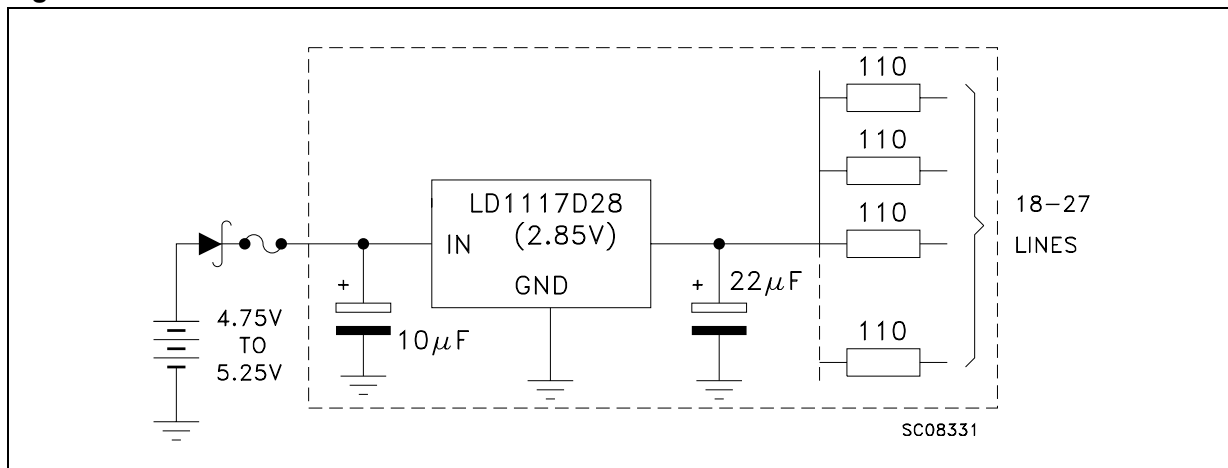 110
110
LD1117D28
(2.85V)
IN
GND
110
18-27
LINES
+
10μF
+
22μF
4.75V
TO
5.25V
110
SC08331